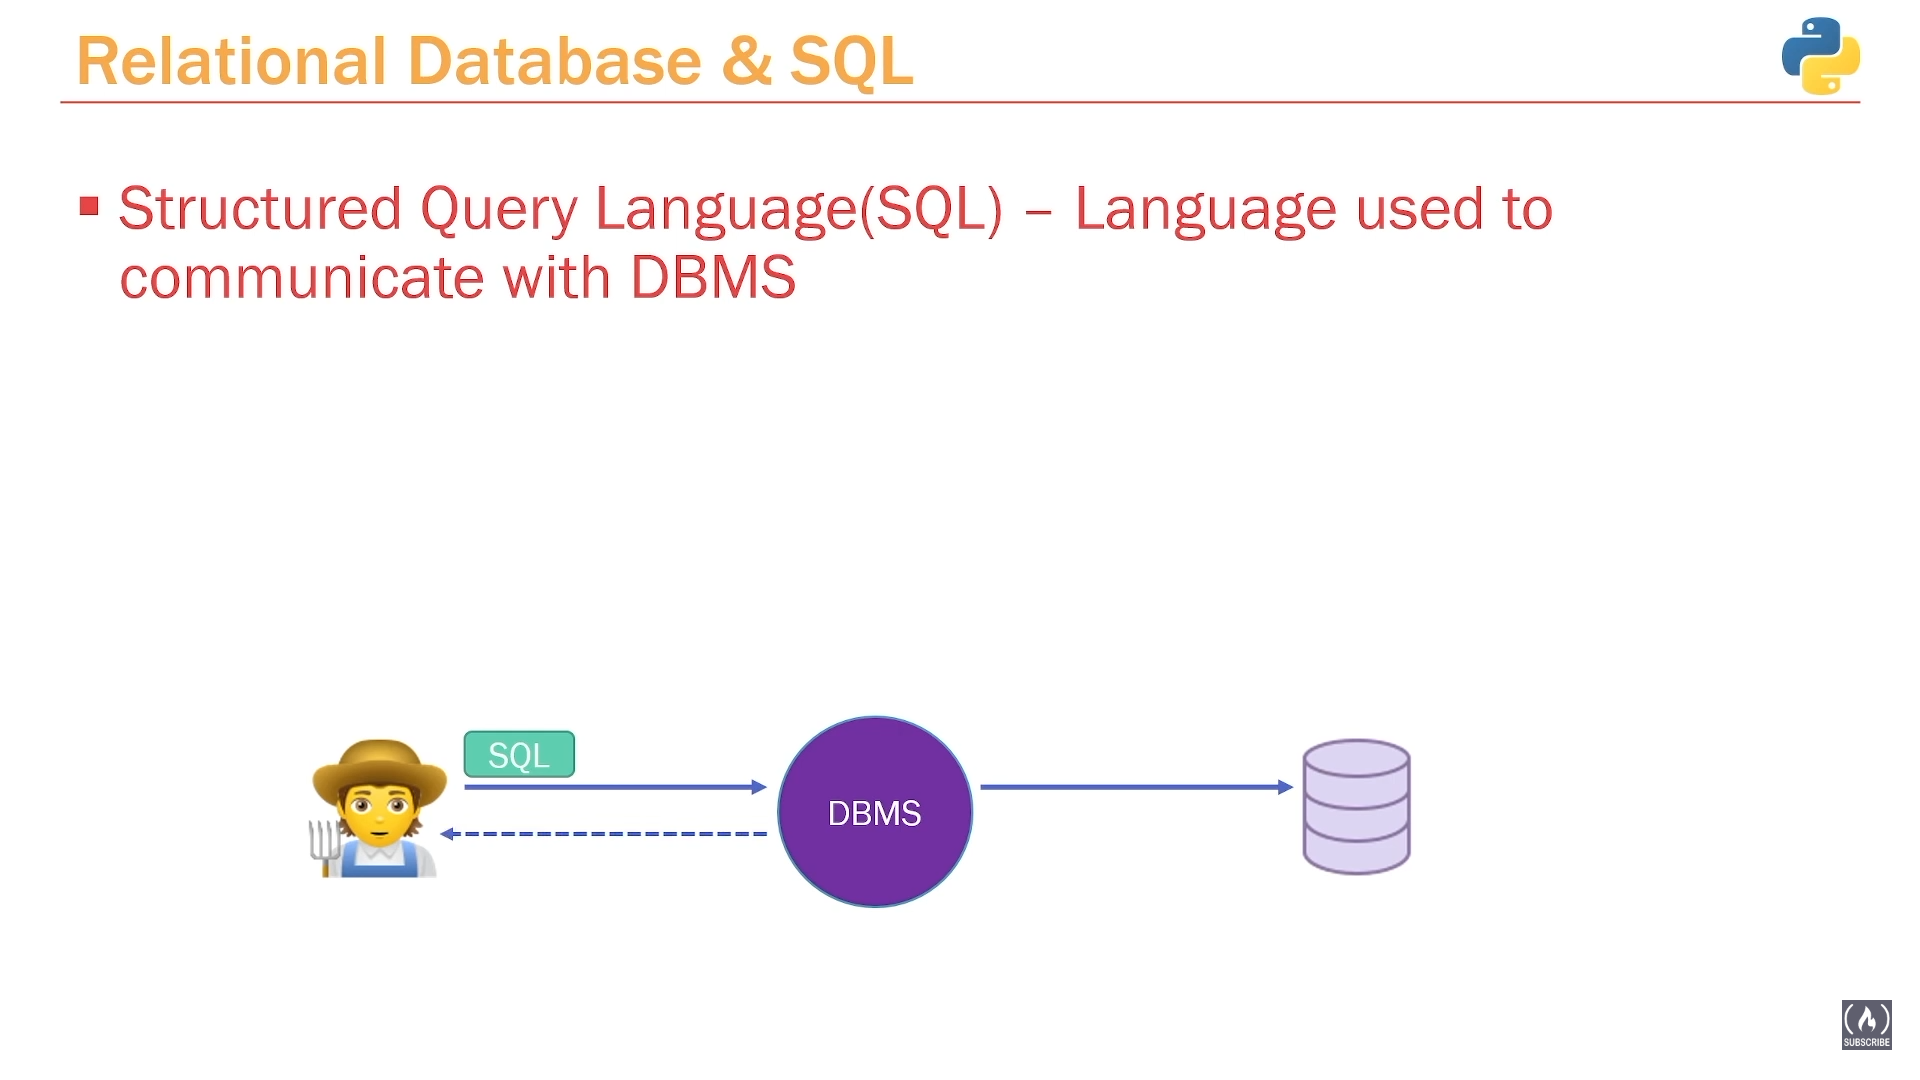 Relational Database & SQL
▪ Structured Query Language(SQL) – Language used to
communicate with DBMS
SQL
DBMS
SUBSCRIBE